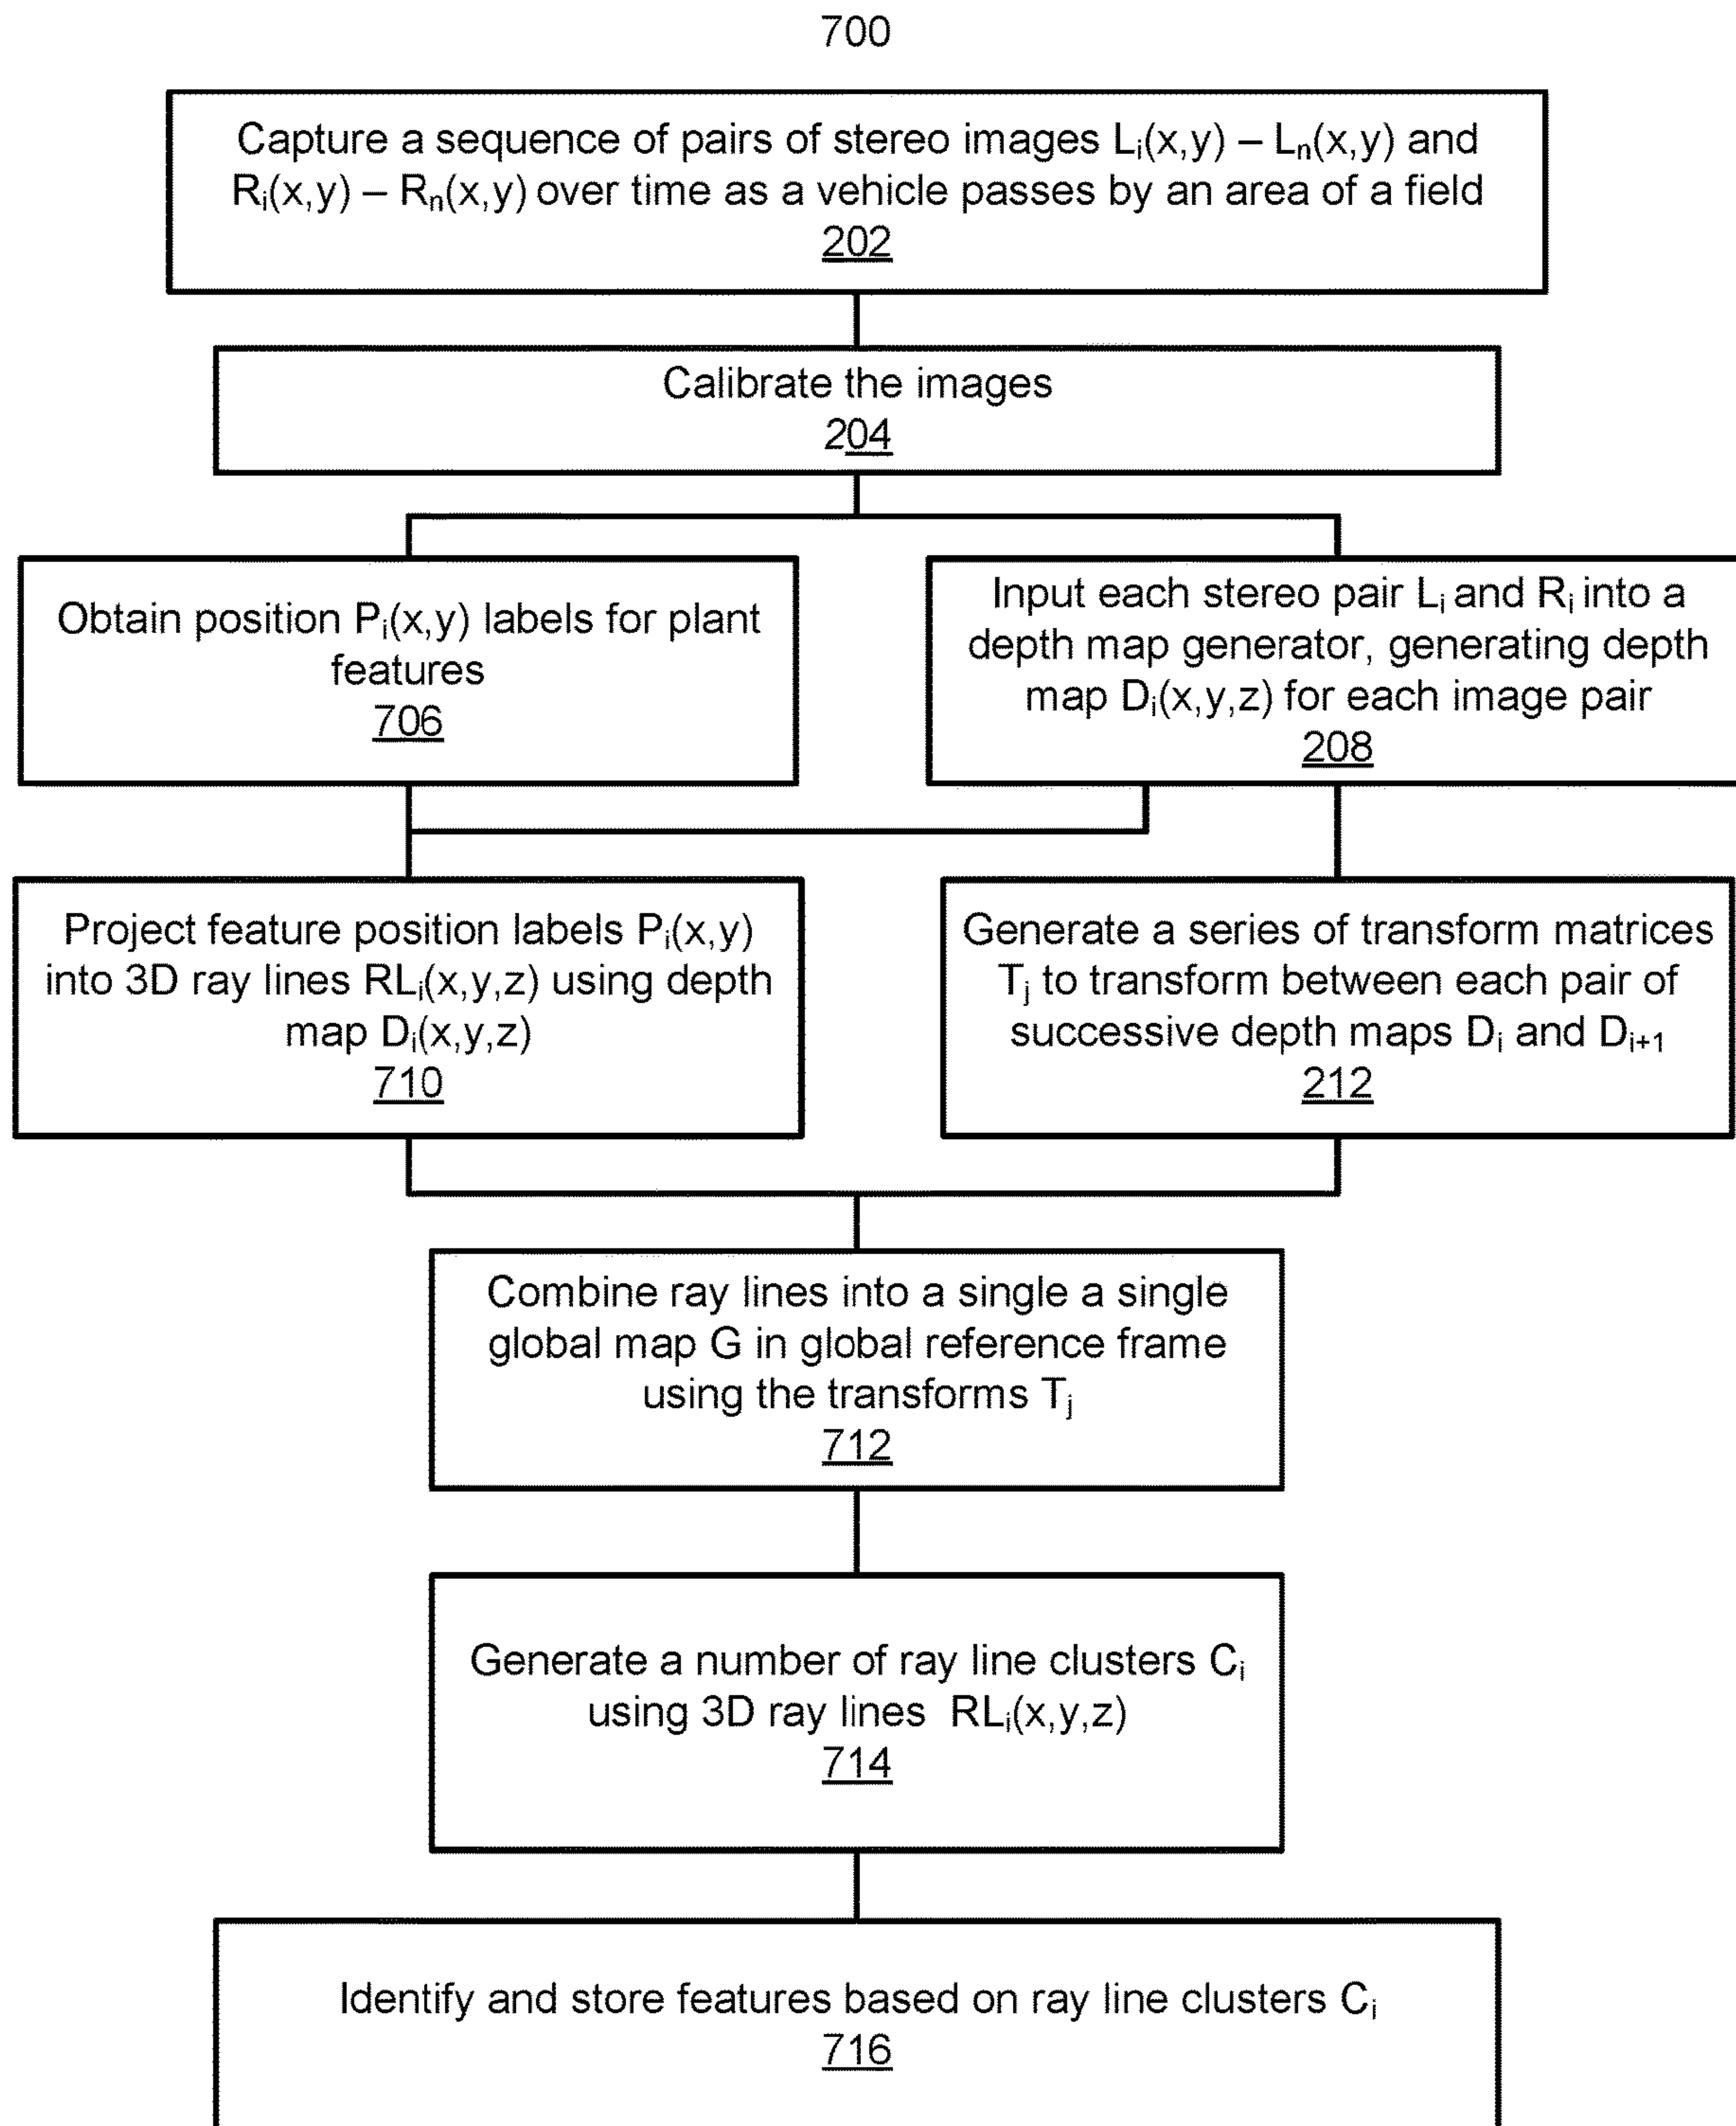 700
Capture a sequence of pairs of stereo images Lᵢ(x,y) – Lₙ(x,y) and
Rᵢ(x,y) – Rₙ(x,y) over time as a vehicle passes by an area of a field
202
Calibrate the images
204
Obtain position Pᵢ(x,y) labels for plant
features
706
Input each stereo pair Lᵢ and Rᵢ into a
depth map generator, generating depth
map Dᵢ(x,y,z) for each image pair
208
Project feature position labels Pᵢ(x,y)
into 3D ray lines RLᵢ(x,y,z) using depth
map Dᵢ(x,y,z)
710
Generate a series of transform matrices
Tⱼ to transform between each pair of
successive depth maps Dᵢ and Dᵢ₊₁
212
Combine ray lines into a single a single
global map G in global reference frame
using the transforms Tⱼ
712
Generate a number of ray line clusters Cᵢ
using 3D ray lines RLᵢ(x,y,z)
714
Identify and store features based on ray line clusters Cᵢ
716